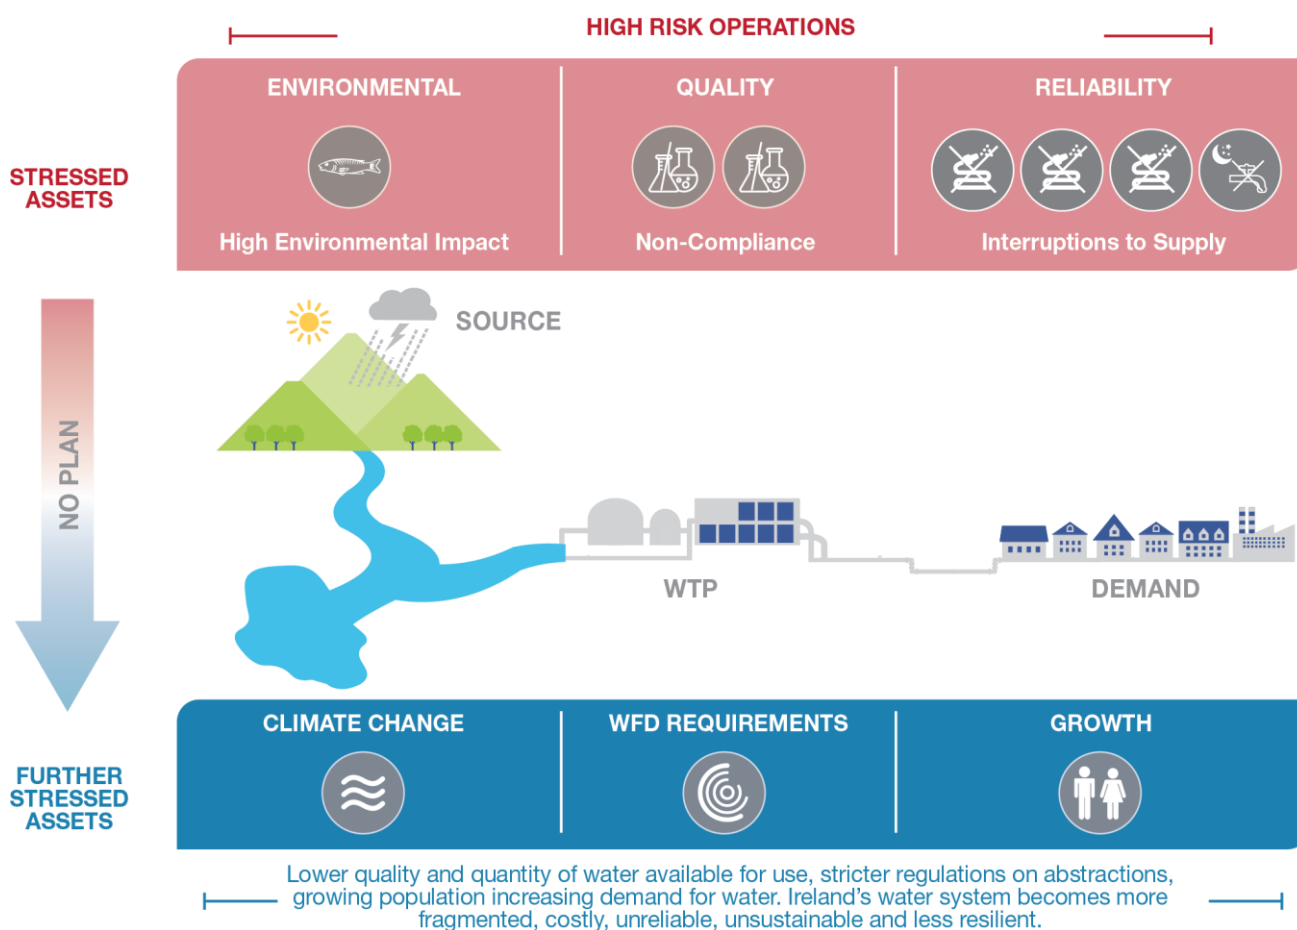 HIGH RISK OPERATIONS
ENVIRONMENTAL
QUALITY
RELIABILITY
STRESSED
ASSETS
High Environmental Impact
Non-Compliance
Interruptions to Supply
SOURCE
NO PLAN
WTP
DEMAND
CLIMATE CHANGE
WFD REQUIREMENTS
GROWTH
FURTHER
STRESSED
ASSETS
Lower quality and quantity of water available for use, stricter regulations on abstractions,
growing population increasing demand for water. Ireland's water system becomes more
fragmented, costly, unreliable, unsustainable and less resilient.